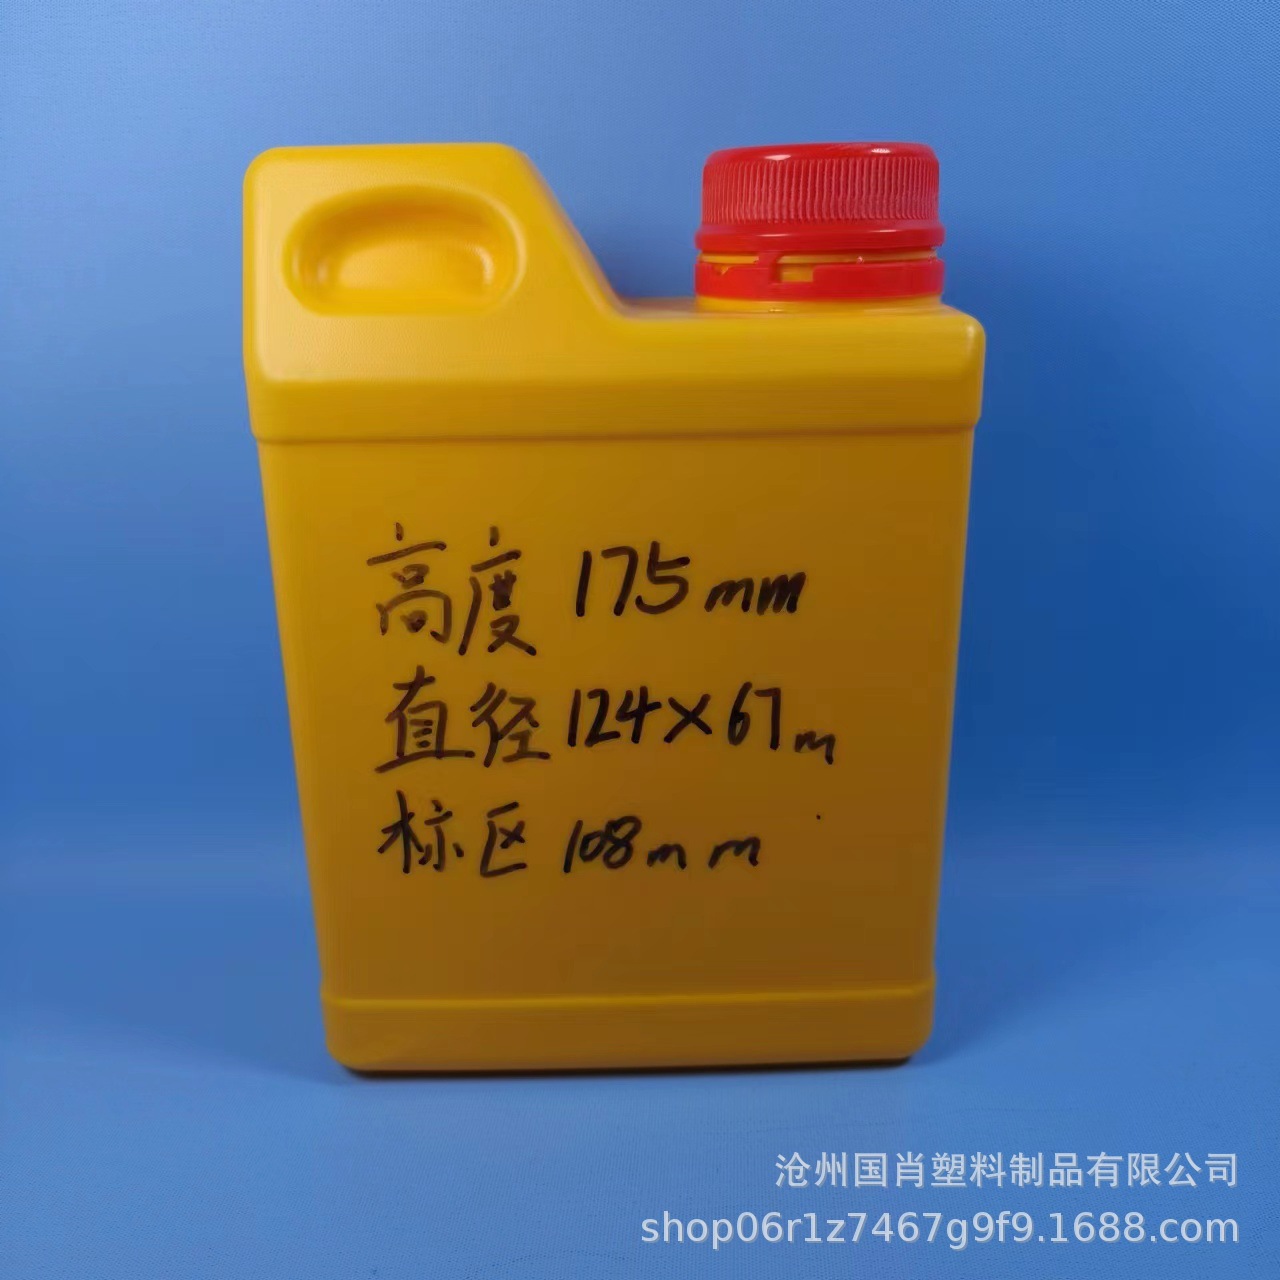 高度 175mm
直径 124×67m
标区 108mm
沧州国肖塑料制品有限公司
shop06r1z7467g9f9.1688.com